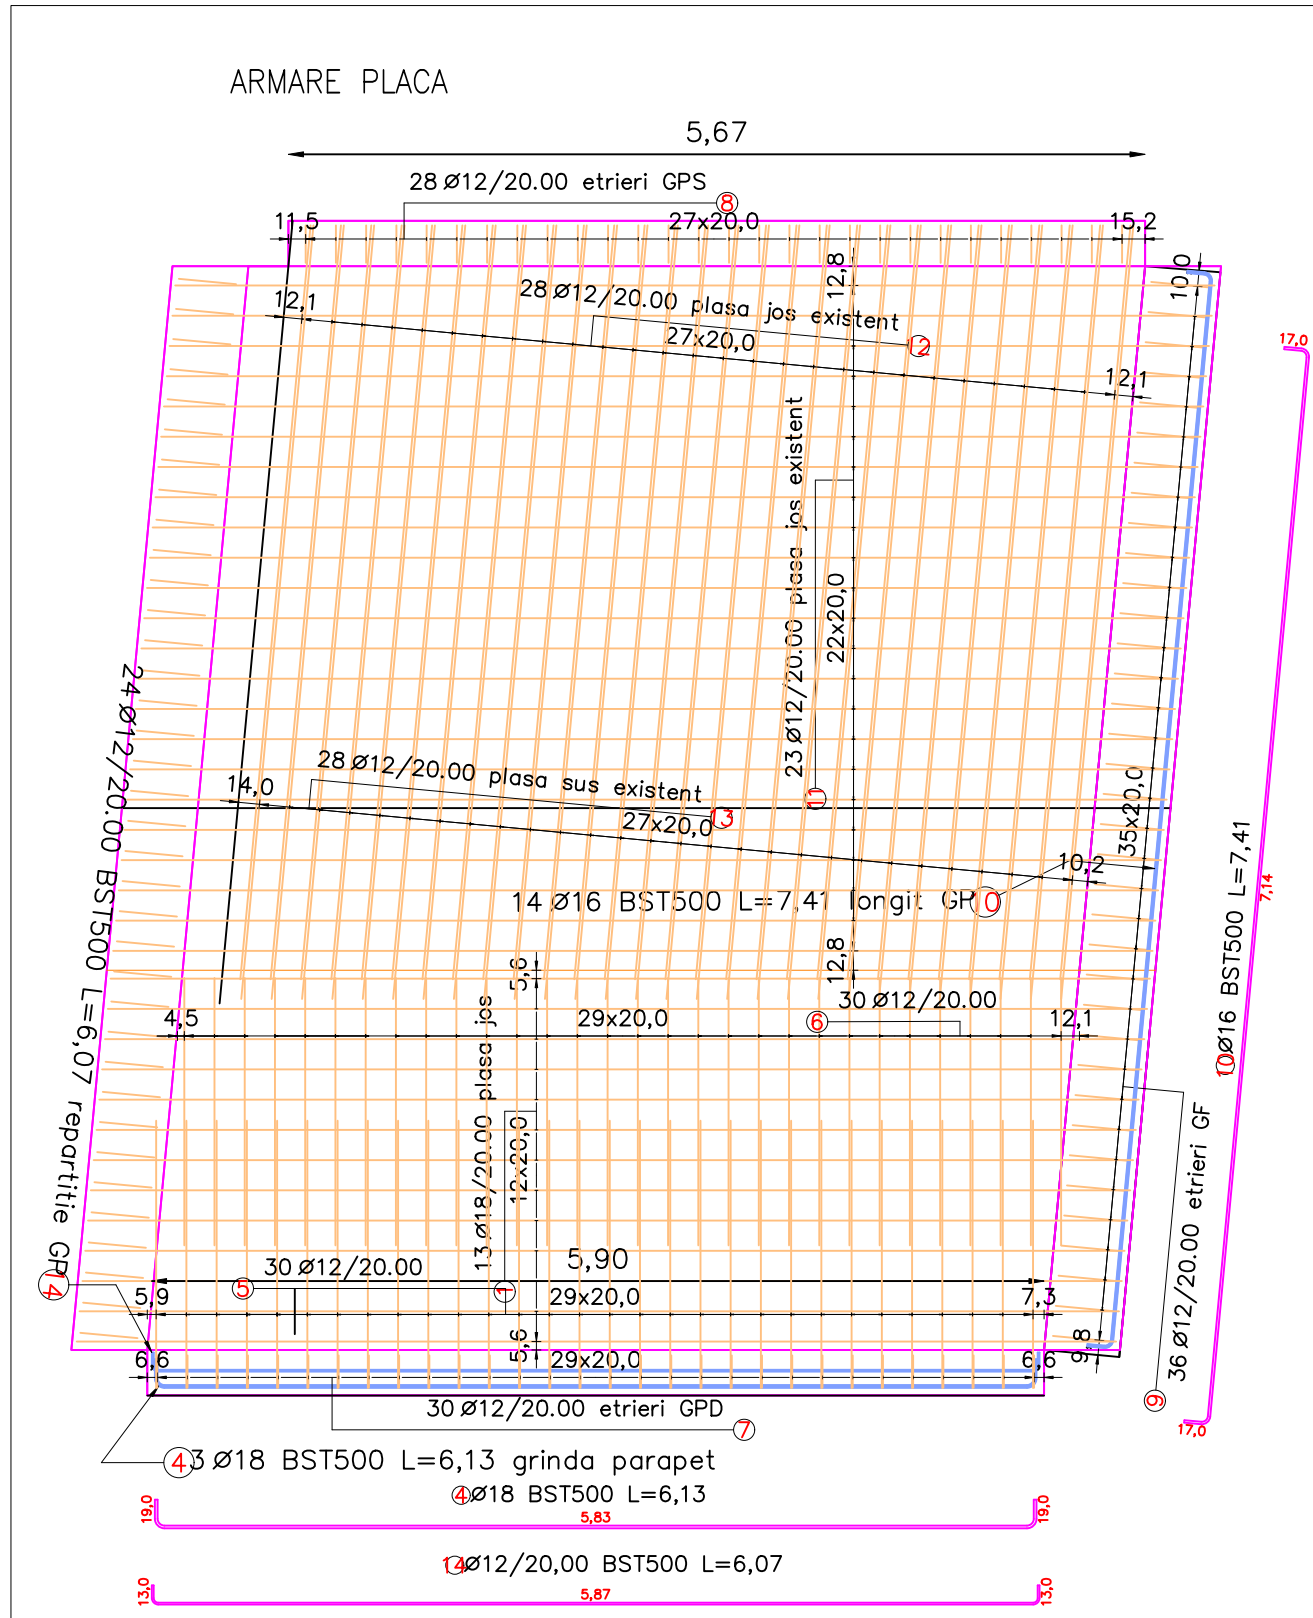 ARMARE PLACA
5,67
28 Ø12/20.00 etrieri GPS
8
11,5
27x20,0
15,2
12,8
10,0
28 Ø12/20.00 plasa jos existent
12,1
27x20,0
12
12,1
17,0
23 Ø12/20.00 plasa jos existent
22x20,0
11
24 Ø12/20.00 BST500 L=6,07 repartitie GP
14
28 Ø12/20.00 plasa sus existent
14,0
13
27x20,0
10,2
35x20,0
14 Ø16 BST500 L=7,41 longit GP
10
10 Ø16 BST500 L=7,41
7,14
12,8
5,6
30 Ø12/20.00
6
4,5
29x20,0
12,1
13 Ø18/20.00 plasa jos
12x20,0
1
36 Ø12/20.00 etrieri GF
9
5,90
30 Ø12/20.00
5
5,9
29x20,0
7,3
5,6
9,8
6,6
29x20,0
6,6
30 Ø12/20.00 etrieri GPD
7
17,0
4 3 Ø18 BST500 L=6,13 grinda parapet
4 Ø18 BST500 L=6,13
19,0
5,83
19,0
14 Ø12/20,00 BST500 L=6,07
13,0
5,87
13,0